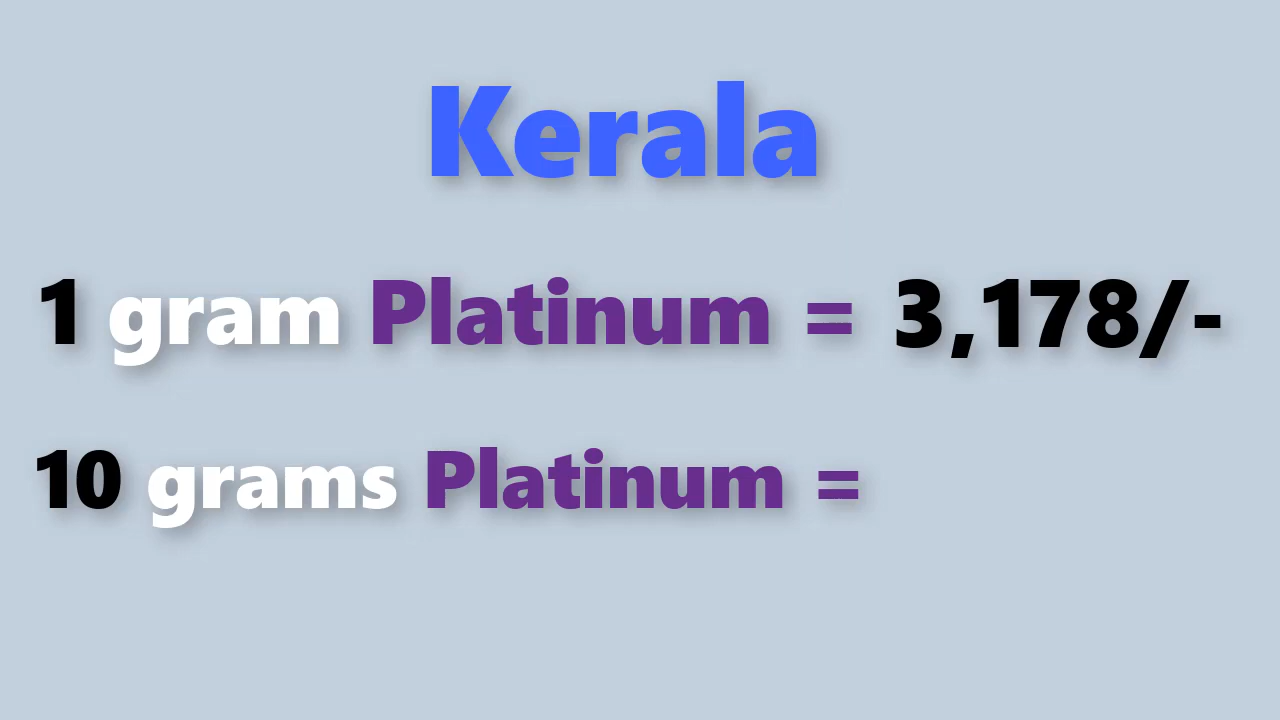 Kerala
1 gram Platinum = 3,178/-
10 grams Platinum =